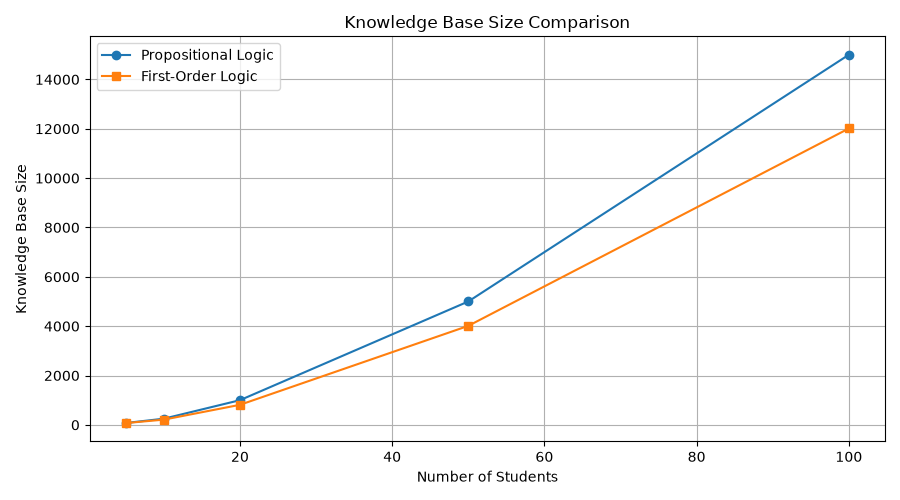 Knowledge Base Size Comparison
Propositional Logic
First-Order Logic
Knowledge Base Size
14000
12000
10000
8000
6000
4000
2000
0
20 40 60 80 100
Number of Students